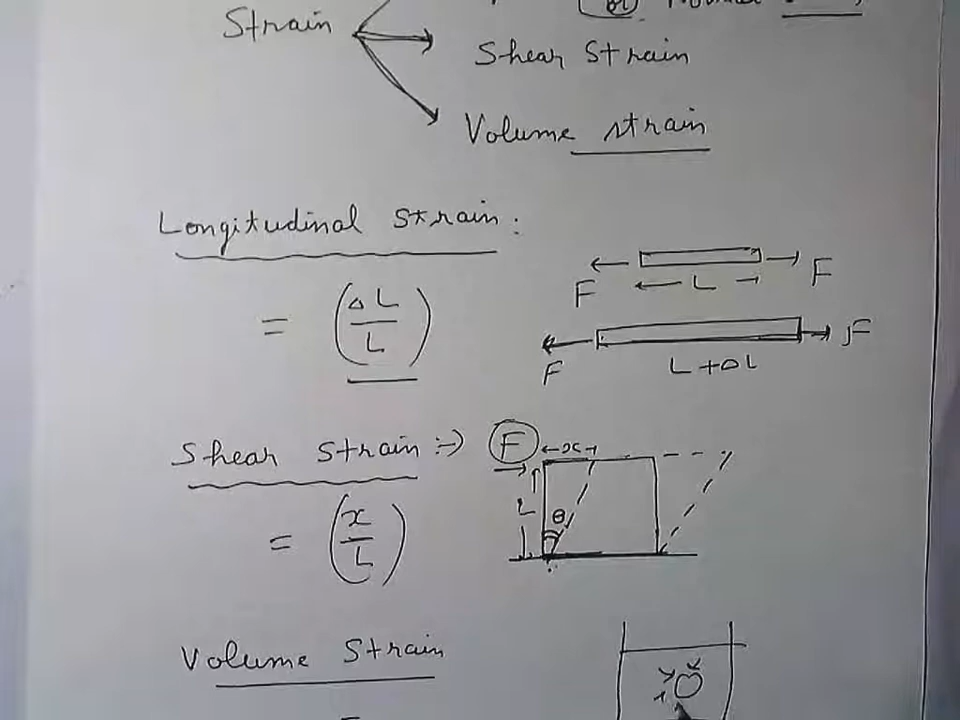 Strain
Shear Strain
Volume strain
Longitudinal Strain:
= (ΔL/L)
F ← L → F
F L+ΔL F
Shear Strain :-) F x
L θ
= (x/L)
Volume Strain
=